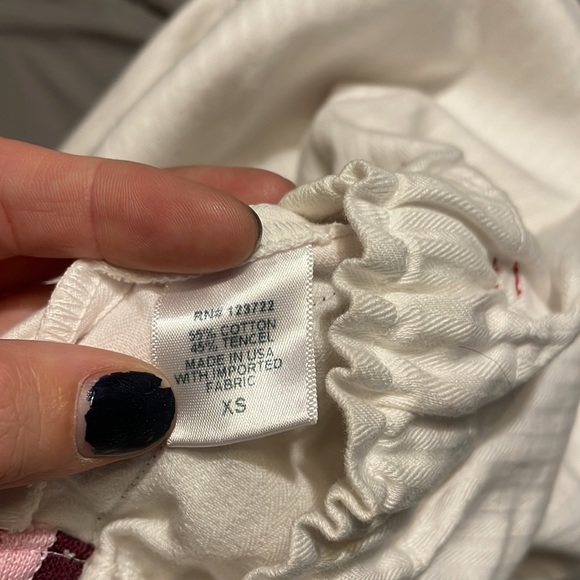 RN# 123722
55% COTTON
45% TENCEL
MADE IN USA
WITH IMPORTED
FABRIC
XS